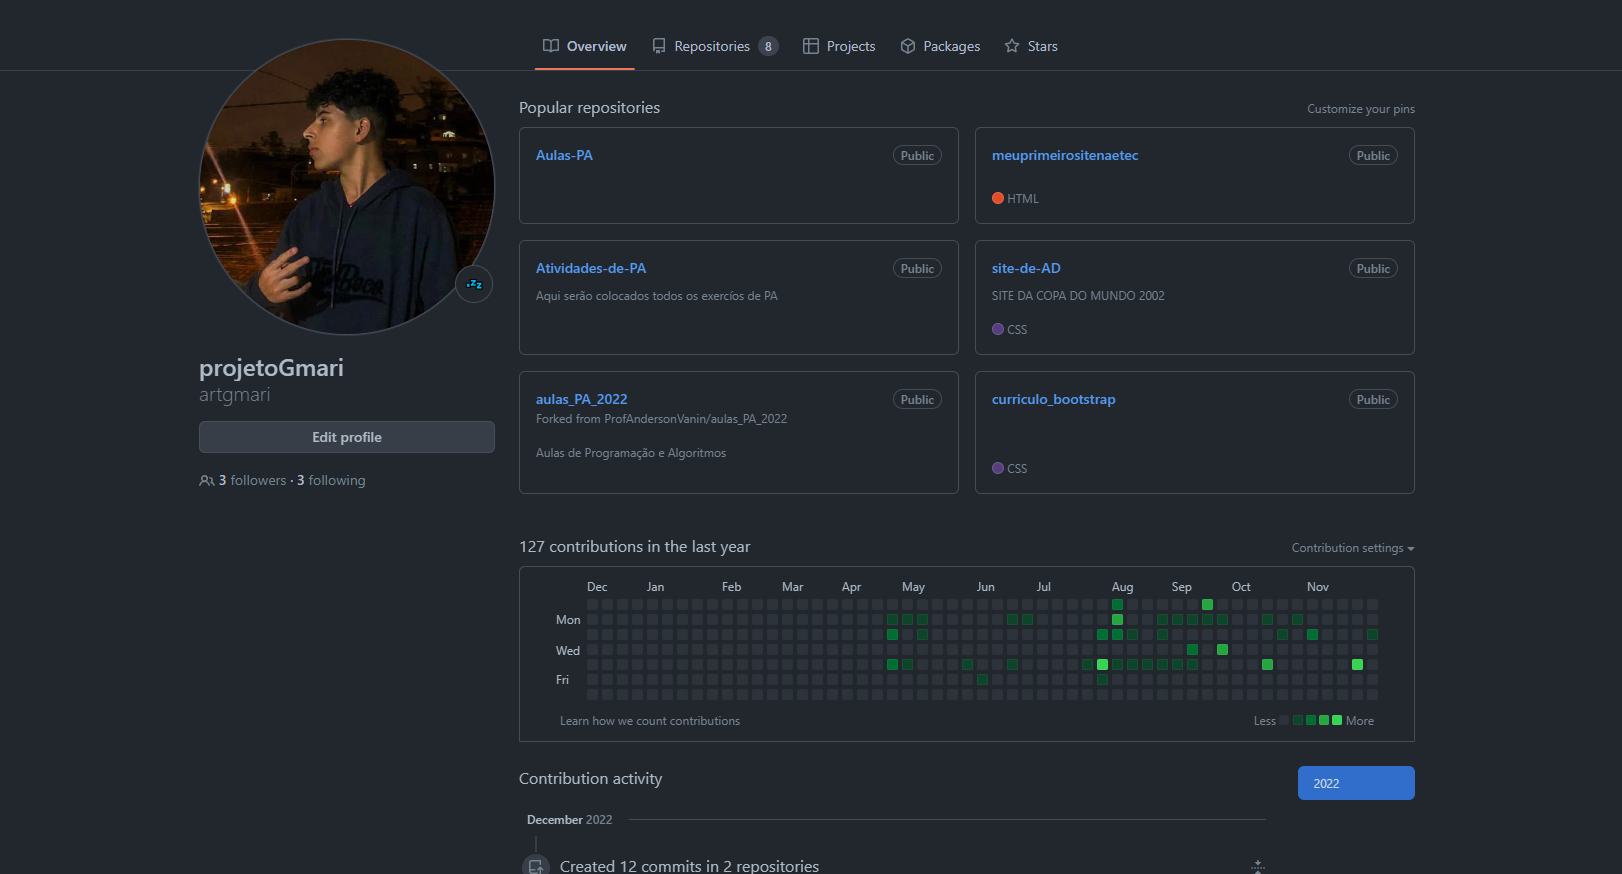 Overview
Repositories 8
Projects
Packages
Stars
projetoGmari
artgmari
Edit profile
3 followers · 3 following
Popular repositories
Customize your pins
Aulas-PA
Public
meuprimeirositenaetec
Public
HTML
Atividades-de-PA
Public
Aqui serão colocados todos os exercíos de PA
site-de-AD
Public
SITE DA COPA DO MUNDO 2002
CSS
aulas_PA_2022
Public
Forked from ProfAndersonVanin/aulas_PA_2022
Aulas de Programação e Algoritmos
curriculo_bootstrap
Public
CSS
127 contributions in the last year
Contribution settings
Dec Jan Feb Mar Apr May Jun Jul Aug Sep Oct Nov
Mon
Wed
Fri
Learn how we count contributions
Less More
Contribution activity
2022
December 2022
Created 12 commits in 2 repositories